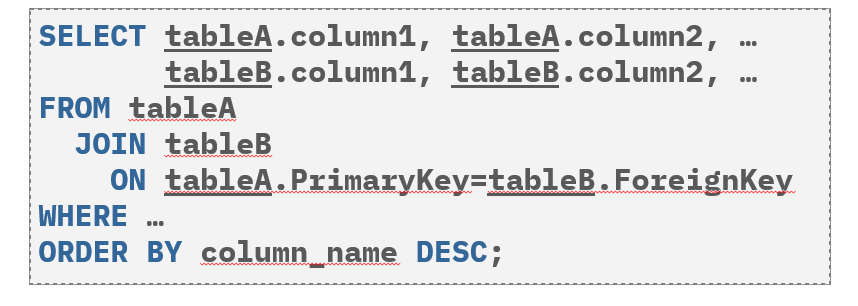 SELECT tableA.column1, tableA.column2, …
tableB.column1, tableB.column2, …
FROM tableA
JOIN tableB
ON tableA.PrimaryKey=tableB.ForeignKey
WHERE …
ORDER BY column_name DESC;